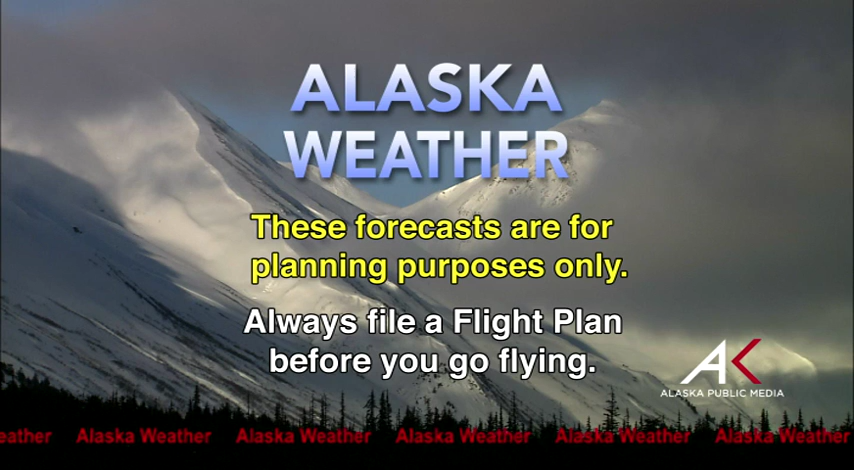 ALASKA
WEATHER
These forecasts are for
planning purposes only.
Always file a Flight Plan
before you go flying.
AK
ALASKA PUBLIC MEDIA
eather Alaska Weather Alaska Weather Alaska Weather Alaska Weather Alaska Weather